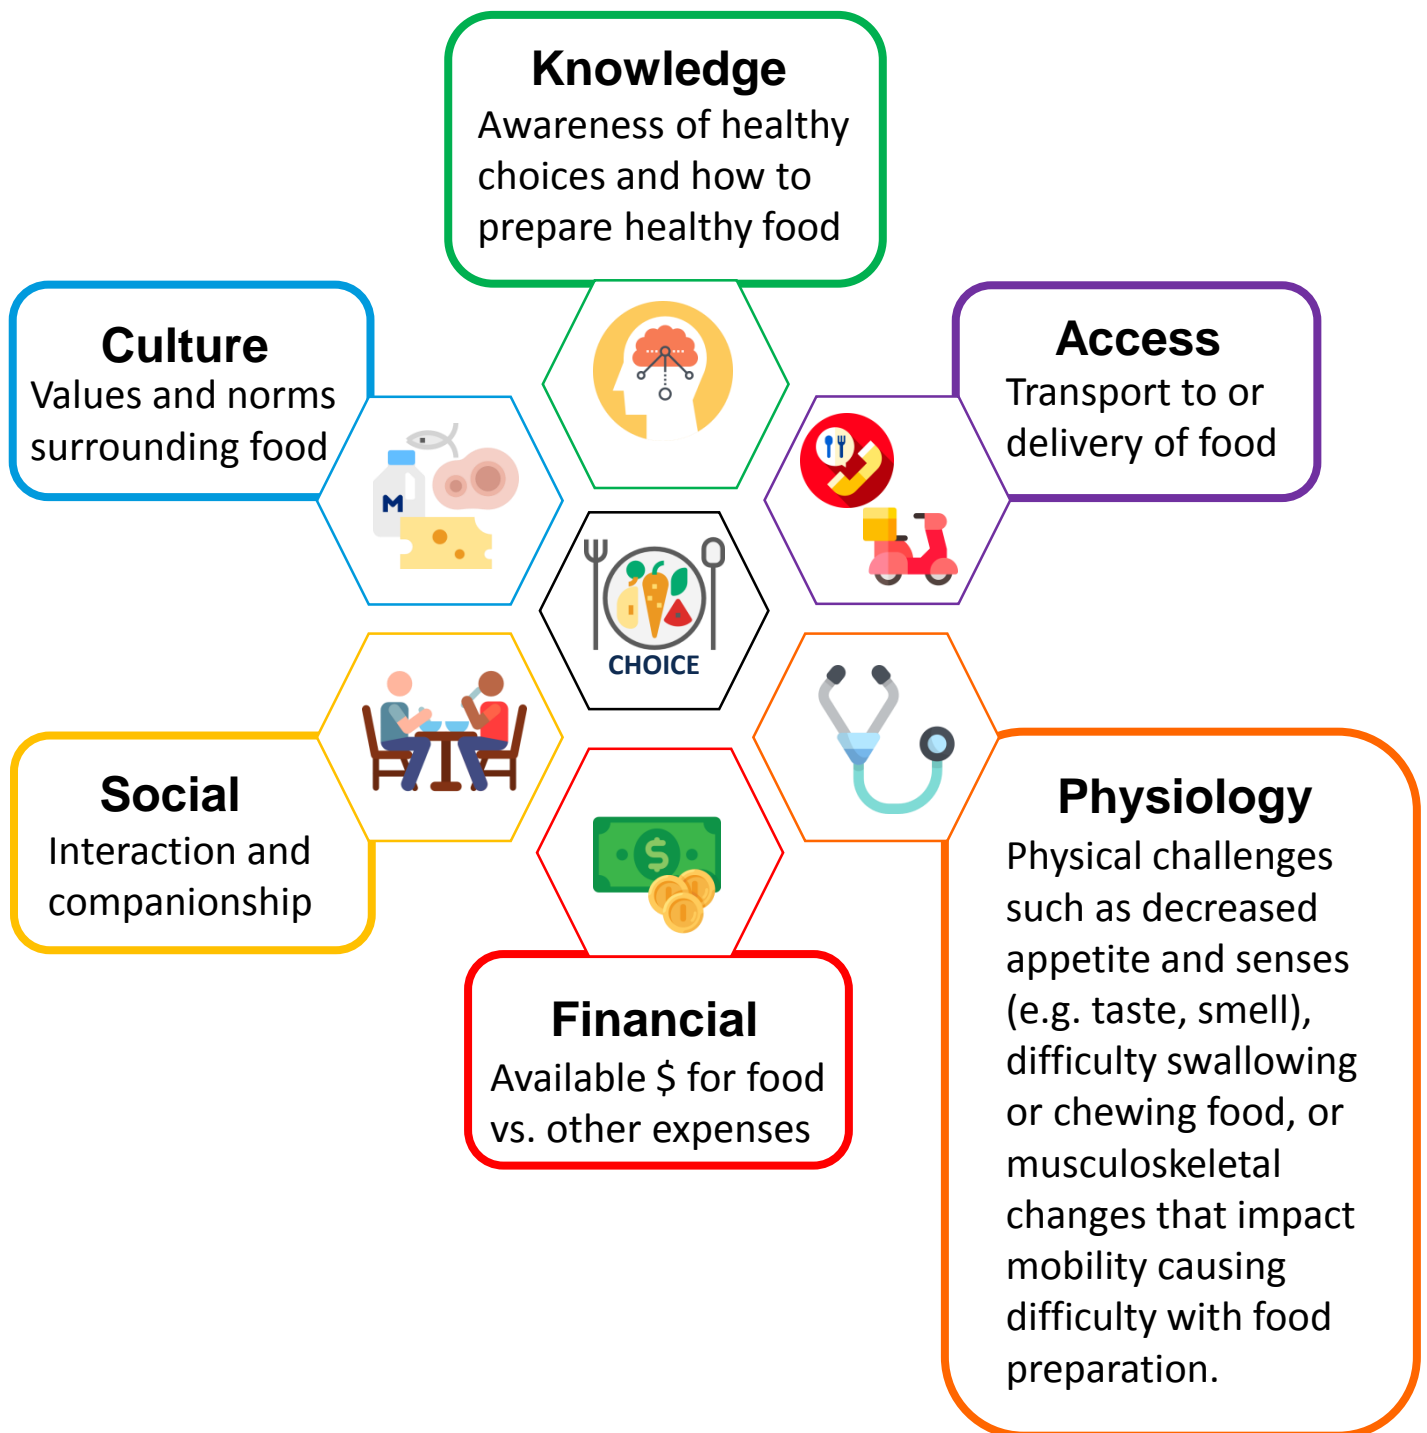 Knowledge
Awareness of healthy
choices and how to
prepare healthy food
Culture
Values and norms
surrounding food
M
Access
Transport to or
delivery of food
CHOICE
Social
Interaction and
companionship
$
Financial
Available $ for food
vs. other expenses
Physiology
Physical challenges
such as decreased
appetite and senses
(e.g. taste, smell),
difficulty swallowing
or chewing food, or
musculoskeletal
changes that impact
mobility causing
difficulty with food
preparation.